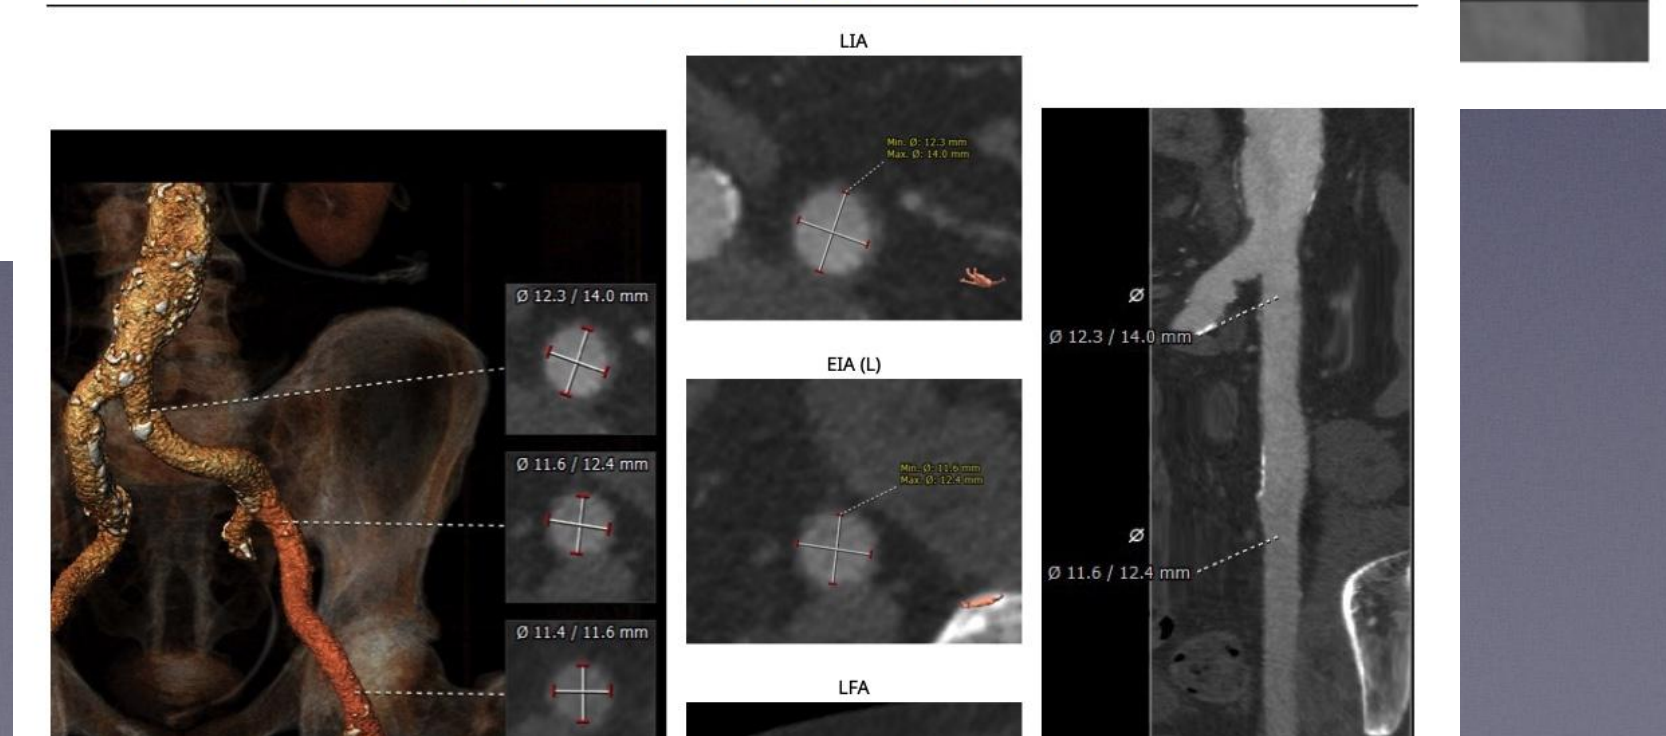 LIA
Min. Ø: 12.3 mm
Max. Ø: 14.0 mm
Ø 12.3 / 14.0 mm
Ø 11.6 / 12.4 mm
Ø 11.4 / 11.6 mm
EIA (L)
Min. Ø: 11.6 mm
Max. Ø: 12.4 mm
LFA
Ø
Ø 12.3 / 14.0 mm
Ø
Ø 11.6 / 12.4 mm